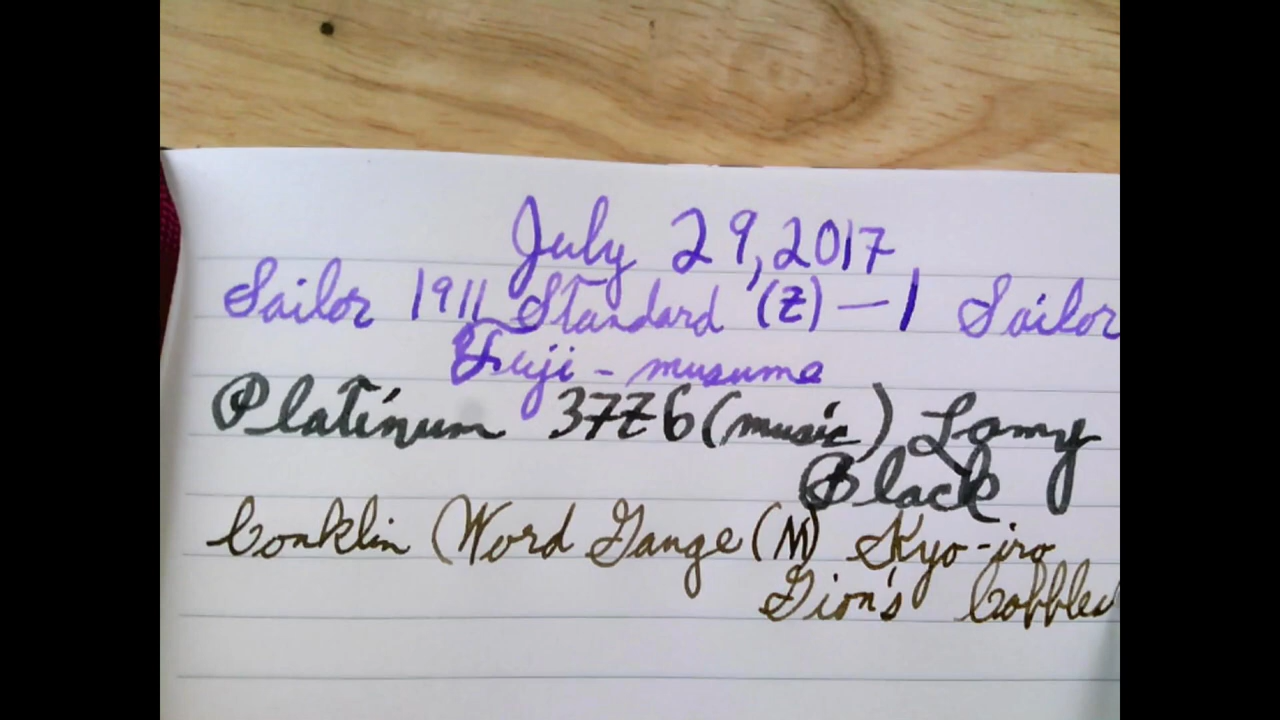 July 29, 2017
Sailor 1911 Standard (Z) – 1 Sailor
Fuji - musume
Platinum 3776 (music) Lamy
Black
Conklin Word Gauge (M) Kyo-iro
Gion's Cobbled